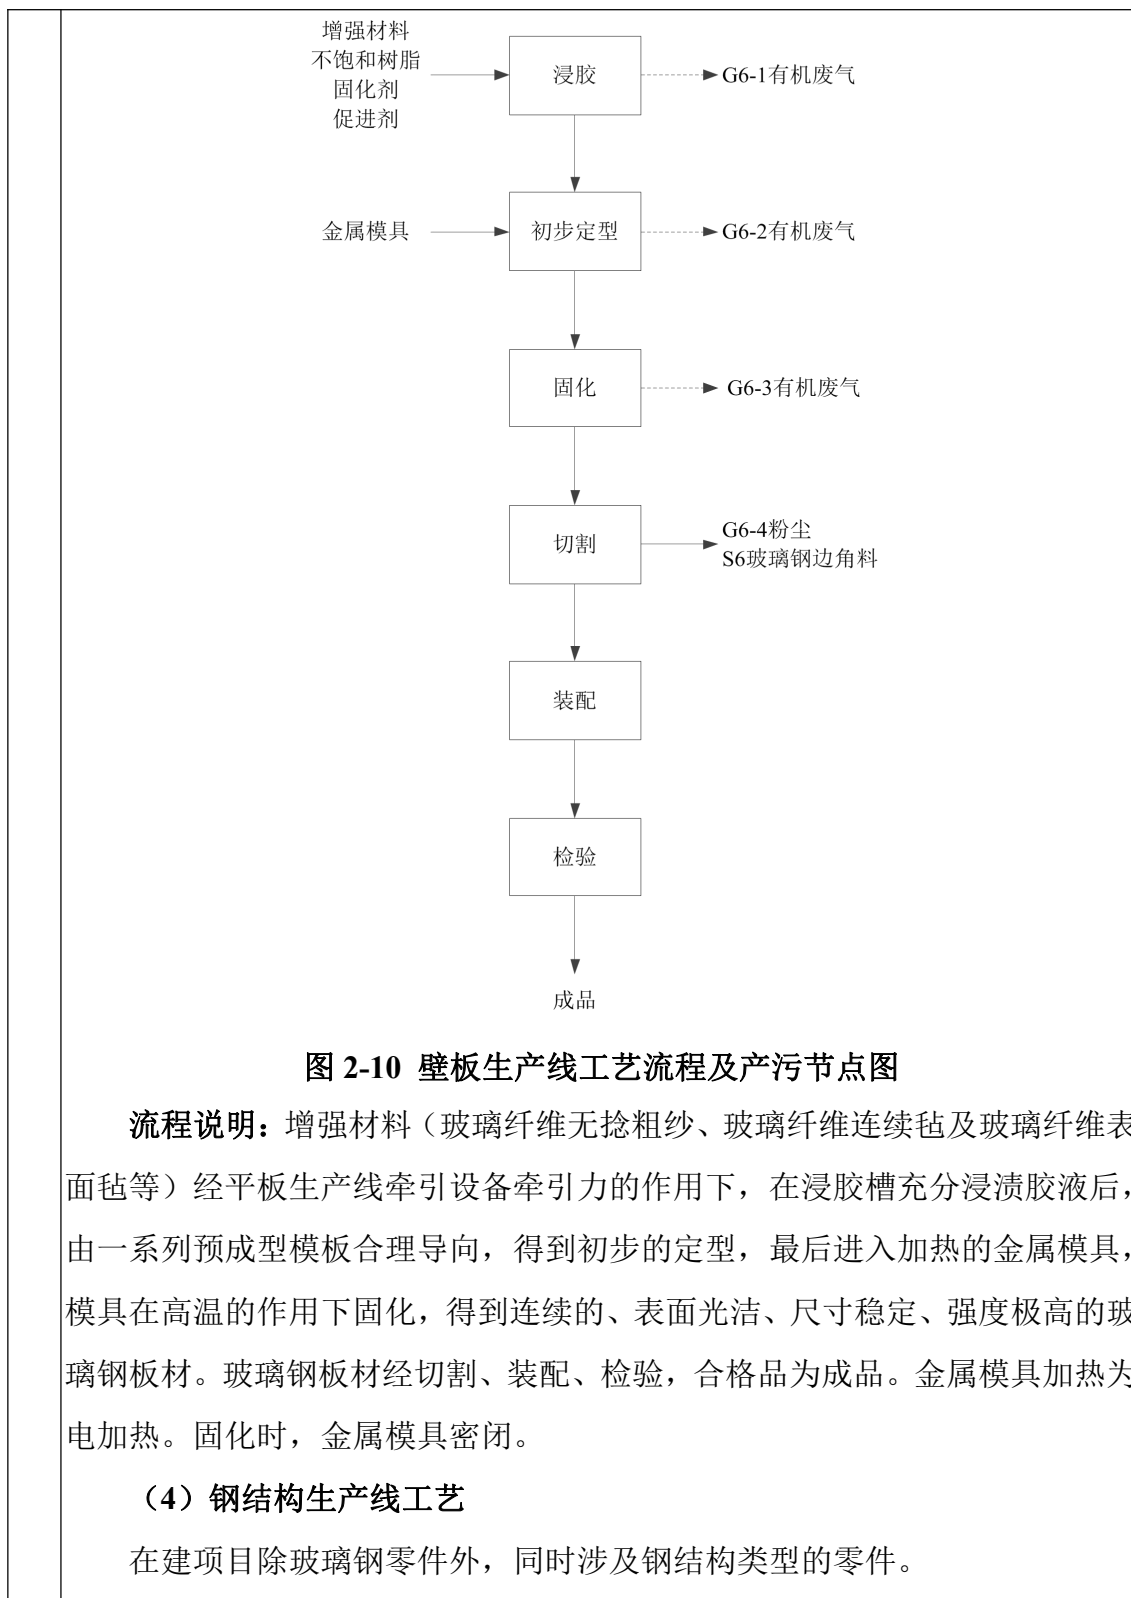 增强材料
不饱和树脂
固化剂
促进剂
浸胶
G6-1有机废气
金属模具
初步定型
G6-2有机废气
固化
G6-3有机废气
切割
G6-4粉尘
S6玻璃钢边角料
装配
检验
成品
图 2-10 壁板生产线工艺流程及产污节点图
流程说明：增强材料（玻璃纤维无捻粗纱、玻璃纤维连续毡及玻璃纤维表
面毡等）经平板生产线牵引设备牵引力的作用下，在浸胶槽充分浸渍胶液后，
由一系列预成型模板合理导向，得到初步的定型，最后进入加热的金属模具，
模具在高温的作用下固化，得到连续的、表面光洁、尺寸稳定、强度极高的玻
璃钢板材。玻璃钢板材经切割、装配、检验，合格品为成品。金属模具加热为
电加热。固化时，金属模具密闭。
（4）钢结构生产线工艺
在建项目除玻璃钢零件外，同时涉及钢结构类型的零件。